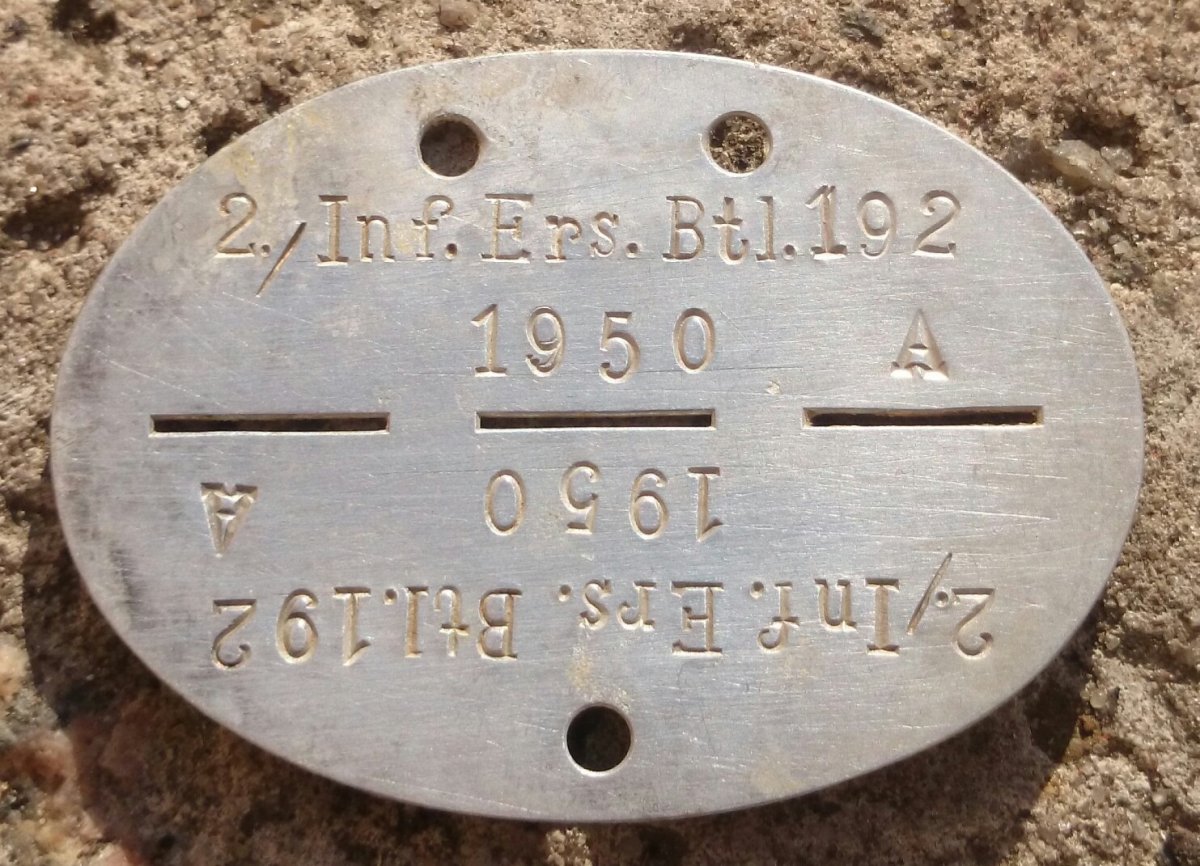 2./Inf. Ers. Btl.192
1950 A
1950 A
2./Inf. Ers. Btl.192